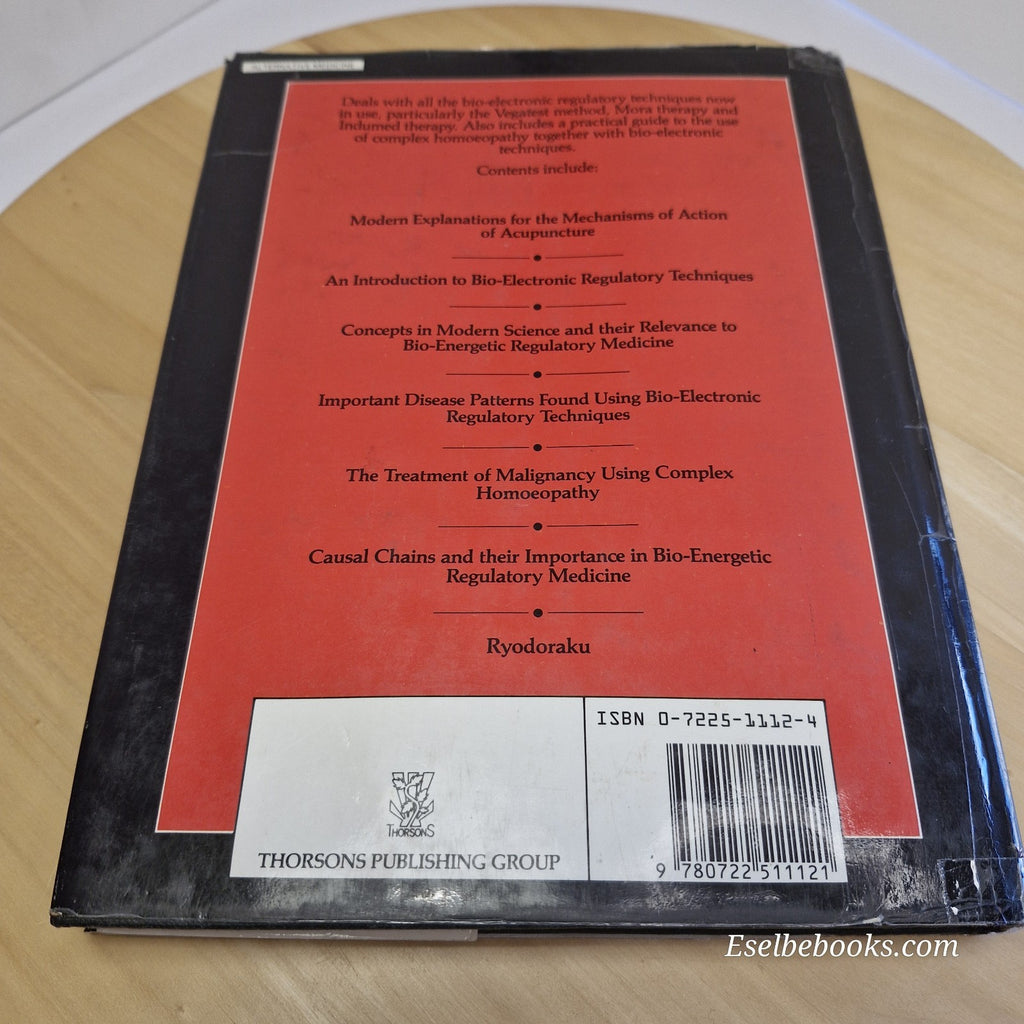 ALTERNATIVE MEDICINE
Deals with all the bio-electronic regulatory techniques now
in use, particularly the Vegatest method, Mora therapy and
Indumed therapy. Also includes a practical guide to the use
of complex homoeopathy together with bio-electronic
techniques.
Contents include:
Modern Explanations for the Mechanisms of Action
of Acupuncture
An Introduction to Bio-Electronic Regulatory Techniques
Concepts in Modern Science and their Relevance to
Bio-Energetic Regulatory Medicine
Important Disease Patterns Found Using Bio-Electronic
Regulatory Techniques
The Treatment of Malignancy Using Complex
Homoeopathy
Causal Chains and their Importance in Bio-Energetic
Regulatory Medicine
Ryodoraku
ISBN 0-7225-1112-4
THORSONS
THORSONS PUBLISHING GROUP
9 780722 511121
Eselbebooks.com